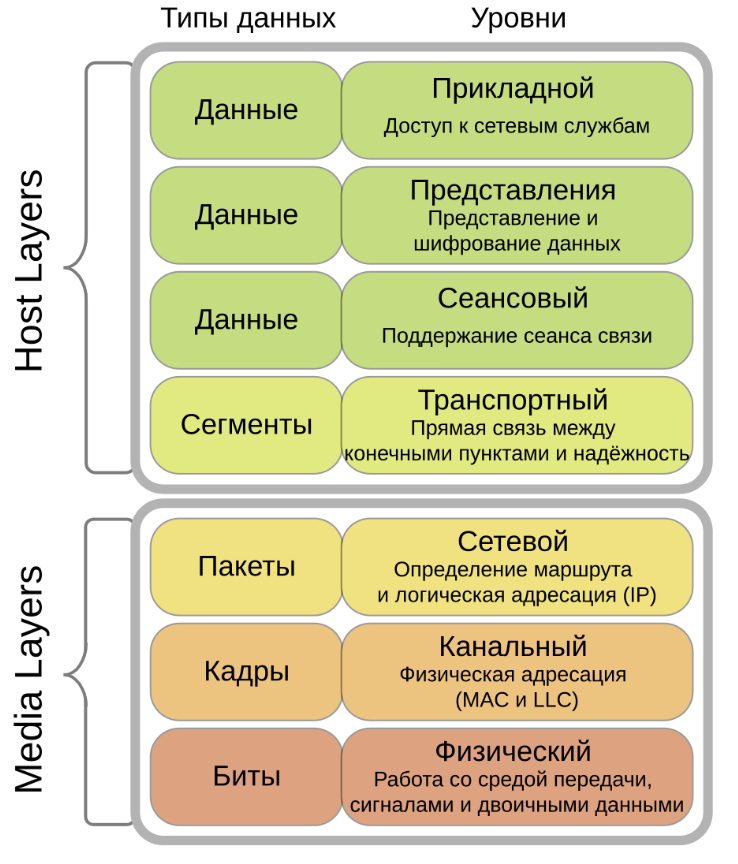 Типы данных Уровни
Host Layers
Данные
Прикладной
Доступ к сетевым службам
Данные
Представления
Представление и
шифрование данных
Данные
Сеансовый
Поддержание сеанса связи
Сегменты
Транспортный
Прямая связь между
конечными пунктами и надёжность
Media Layers
Пакеты
Сетевой
Определение маршрута
и логическая адресация (IP)
Кадры
Канальный
Физическая адресация
(MAC и LLC)
Биты
Физический
Работа со средой передачи,
сигналами и двоичными данными